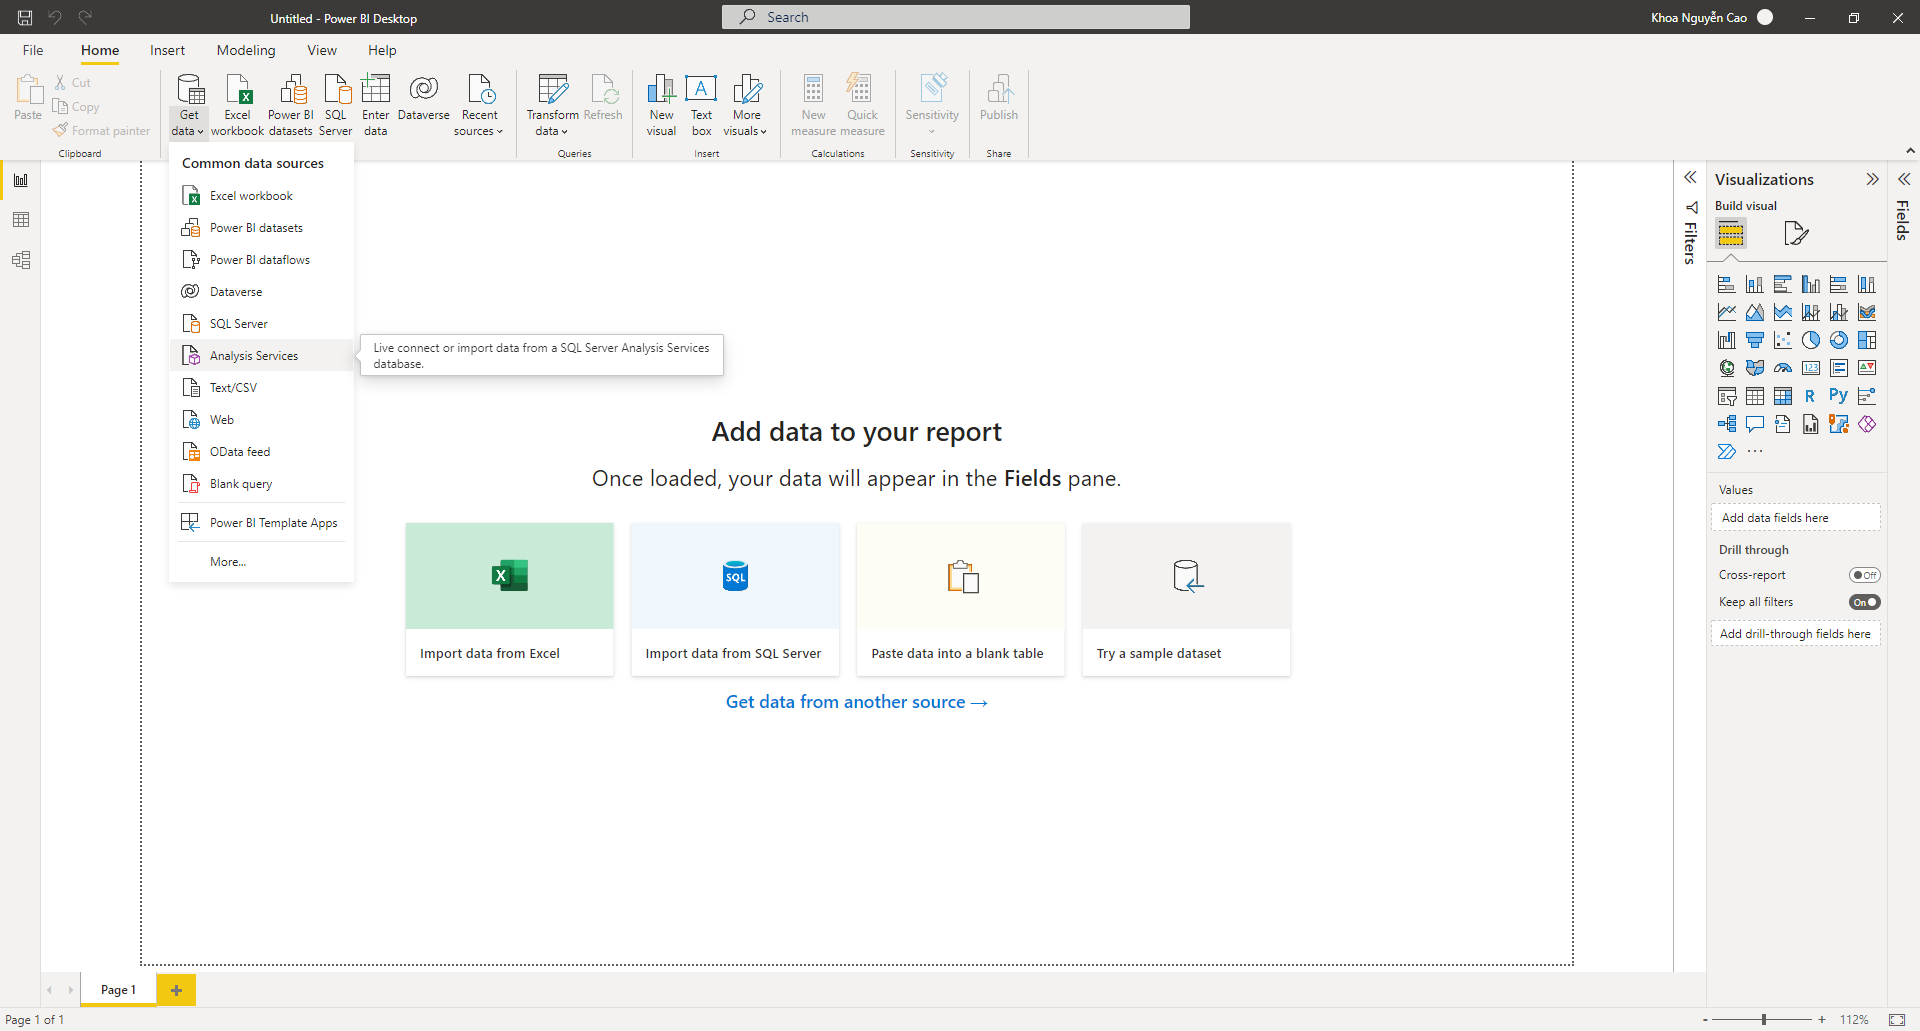 Untitled - Power BI Desktop
Search
Khoa Nguyễn Cao
File
Home
Insert
Modeling
View
Help
Paste
Cut
Copy
Format painter
Clipboard
Get data
Excel workbook
Power BI datasets
SQL Server
Enter data
Dataverse
Recent sources
Transform data
Refresh
Queries
New visual
Text box
More visuals
Insert
New measure
Quick measure
Calculations
Sensitivity
Sensitivity
Publish
Share
Common data sources
Excel workbook
Power BI datasets
Power BI dataflows
Dataverse
SQL Server
Analysis Services
Text/CSV
Web
OData feed
Blank query
Power BI Template Apps
More...
Live connect or import data from a SQL Server Analysis Services
database.
Add data to your report
Once loaded, your data will appear in the Fields pane.
SQL
Import data from Excel
Import data from SQL Server
Paste data into a blank table
Try a sample dataset
Get data from another source →
Filters
Visualizations
Build visual
123
R
Py
...
Values
Add data fields here
Drill through
Cross-report
Off
Keep all filters
On
Add drill-through fields here
Fields
Page 1
+
Page 1 of 1
- +
112%